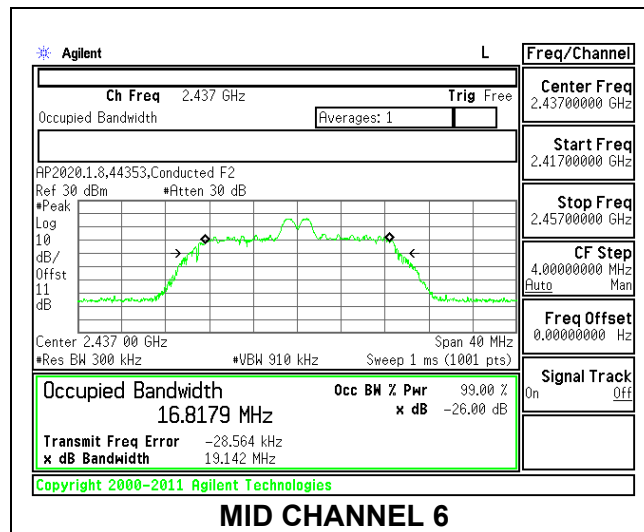 Agilent L
Freq/Channel
Ch Freq 2.437 GHz Trig Free
Occupied Bandwidth Averages: 1
AP2020.1.8,44353,Conducted F2
Ref 30 dBm #Atten 30 dB
#Peak
Log
10
dB/
Offst
11
dB
Center 2.437 00 GHz Span 40 MHz
#Res BW 300 kHz #VBW 910 kHz Sweep 1 ms (1001 pts)
Occupied Bandwidth Occ BW % Pwr 99.00 %
16.8179 MHz x dB -26.00 dB
Transmit Freq Error -28.564 kHz
x dB Bandwidth 19.142 MHz
Copyright 2000-2011 Agilent Technologies
Center Freq
2.43700000 GHz
Start Freq
2.41700000 GHz
Stop Freq
2.45700000 GHz
CF Step
4.00000000 MHz
Auto Man
Freq Offset
0.00000000 Hz
Signal Track
On Off
MID CHANNEL 6